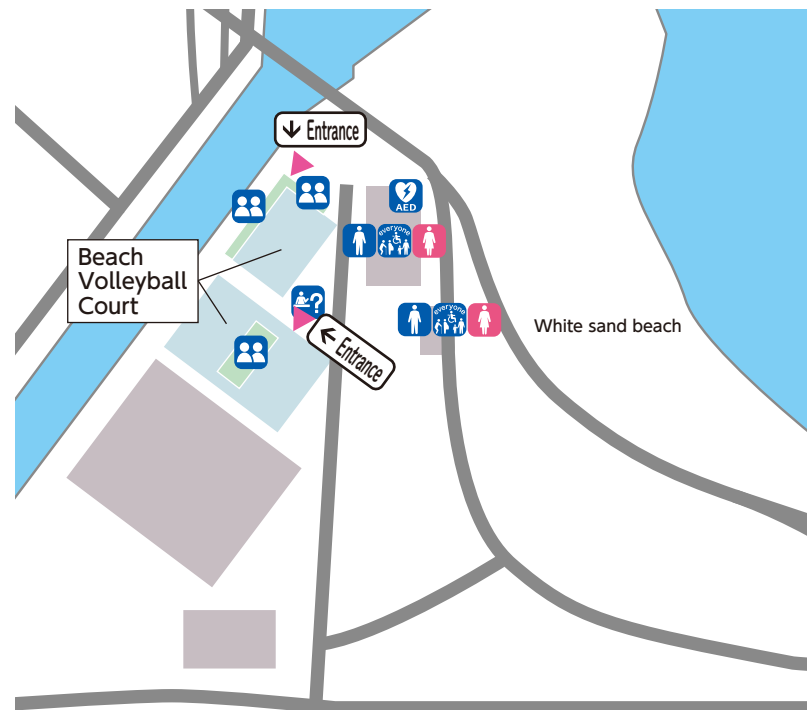 ↓ Entrance
AED
everyone
Beach
Volleyball
Court
?
← Entrance
everyone
White sand beach